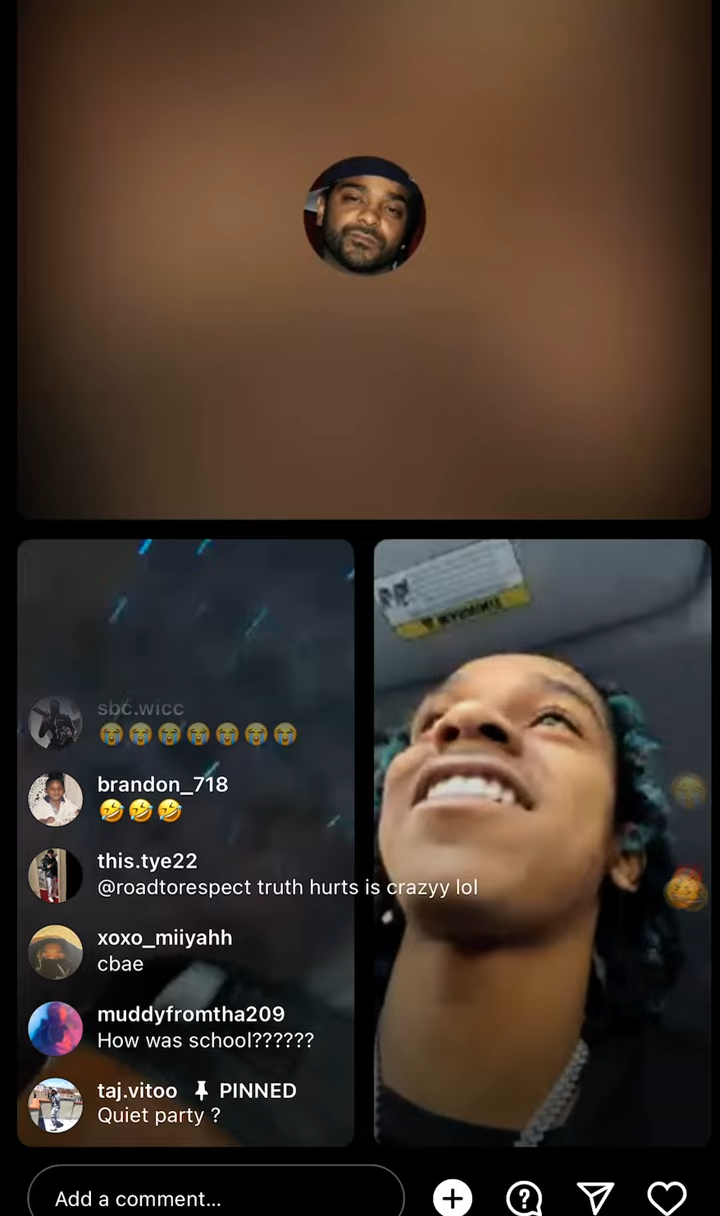 sbc.wicc
😭😭😭😭😭😭😭
brandon_718
🤣🤣🤣
this.tye22
@roadtorespect truth hurts is crazyy lol
xoxo_miiyahh
cbae
muddyfromtha209
How was school??????
taj.vitoo 📌 PINNED
Quiet party ?
Add a comment...